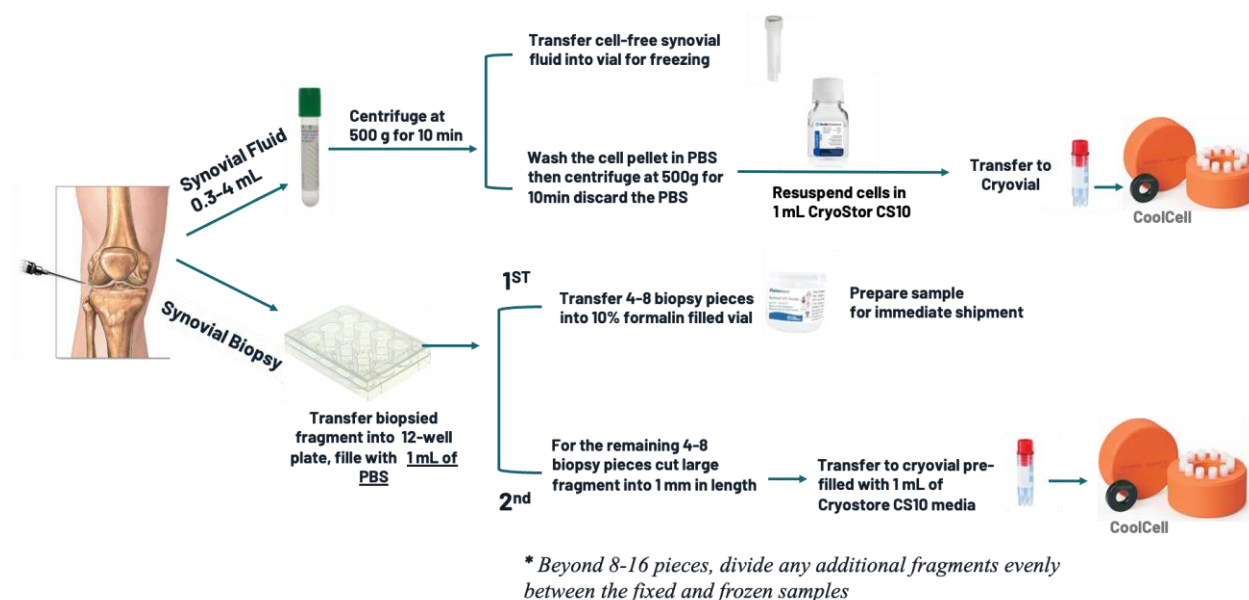 Transfer cell-free synovial
fluid into vial for freezing
Synovial Fluid
0.3-4 mL
Centrifuge at
500 g for 10 min
Wash the cell pellet in PBS
then centrifuge at 500g for
10min discard the PBS
Resuspend cells in
1 mL CryoStor CS10
Transfer to
Cryovial
CoolCell
Synovial Biopsy
Transfer biopsied
fragment into 12-well
plate, fille with 1 mL of
PBS
1ST
Transfer 4-8 biopsy pieces
into 10% formalin filled vial
Prepare sample
for immediate shipment
2nd
For the remaining 4-8
biopsy pieces cut large
fragment into 1 mm in length
Transfer to cryovial pre-
filled with 1 mL of
Cryostore CS10 media
CoolCell
* Beyond 8-16 pieces, divide any additional fragments evenly
between the fixed and frozen samples